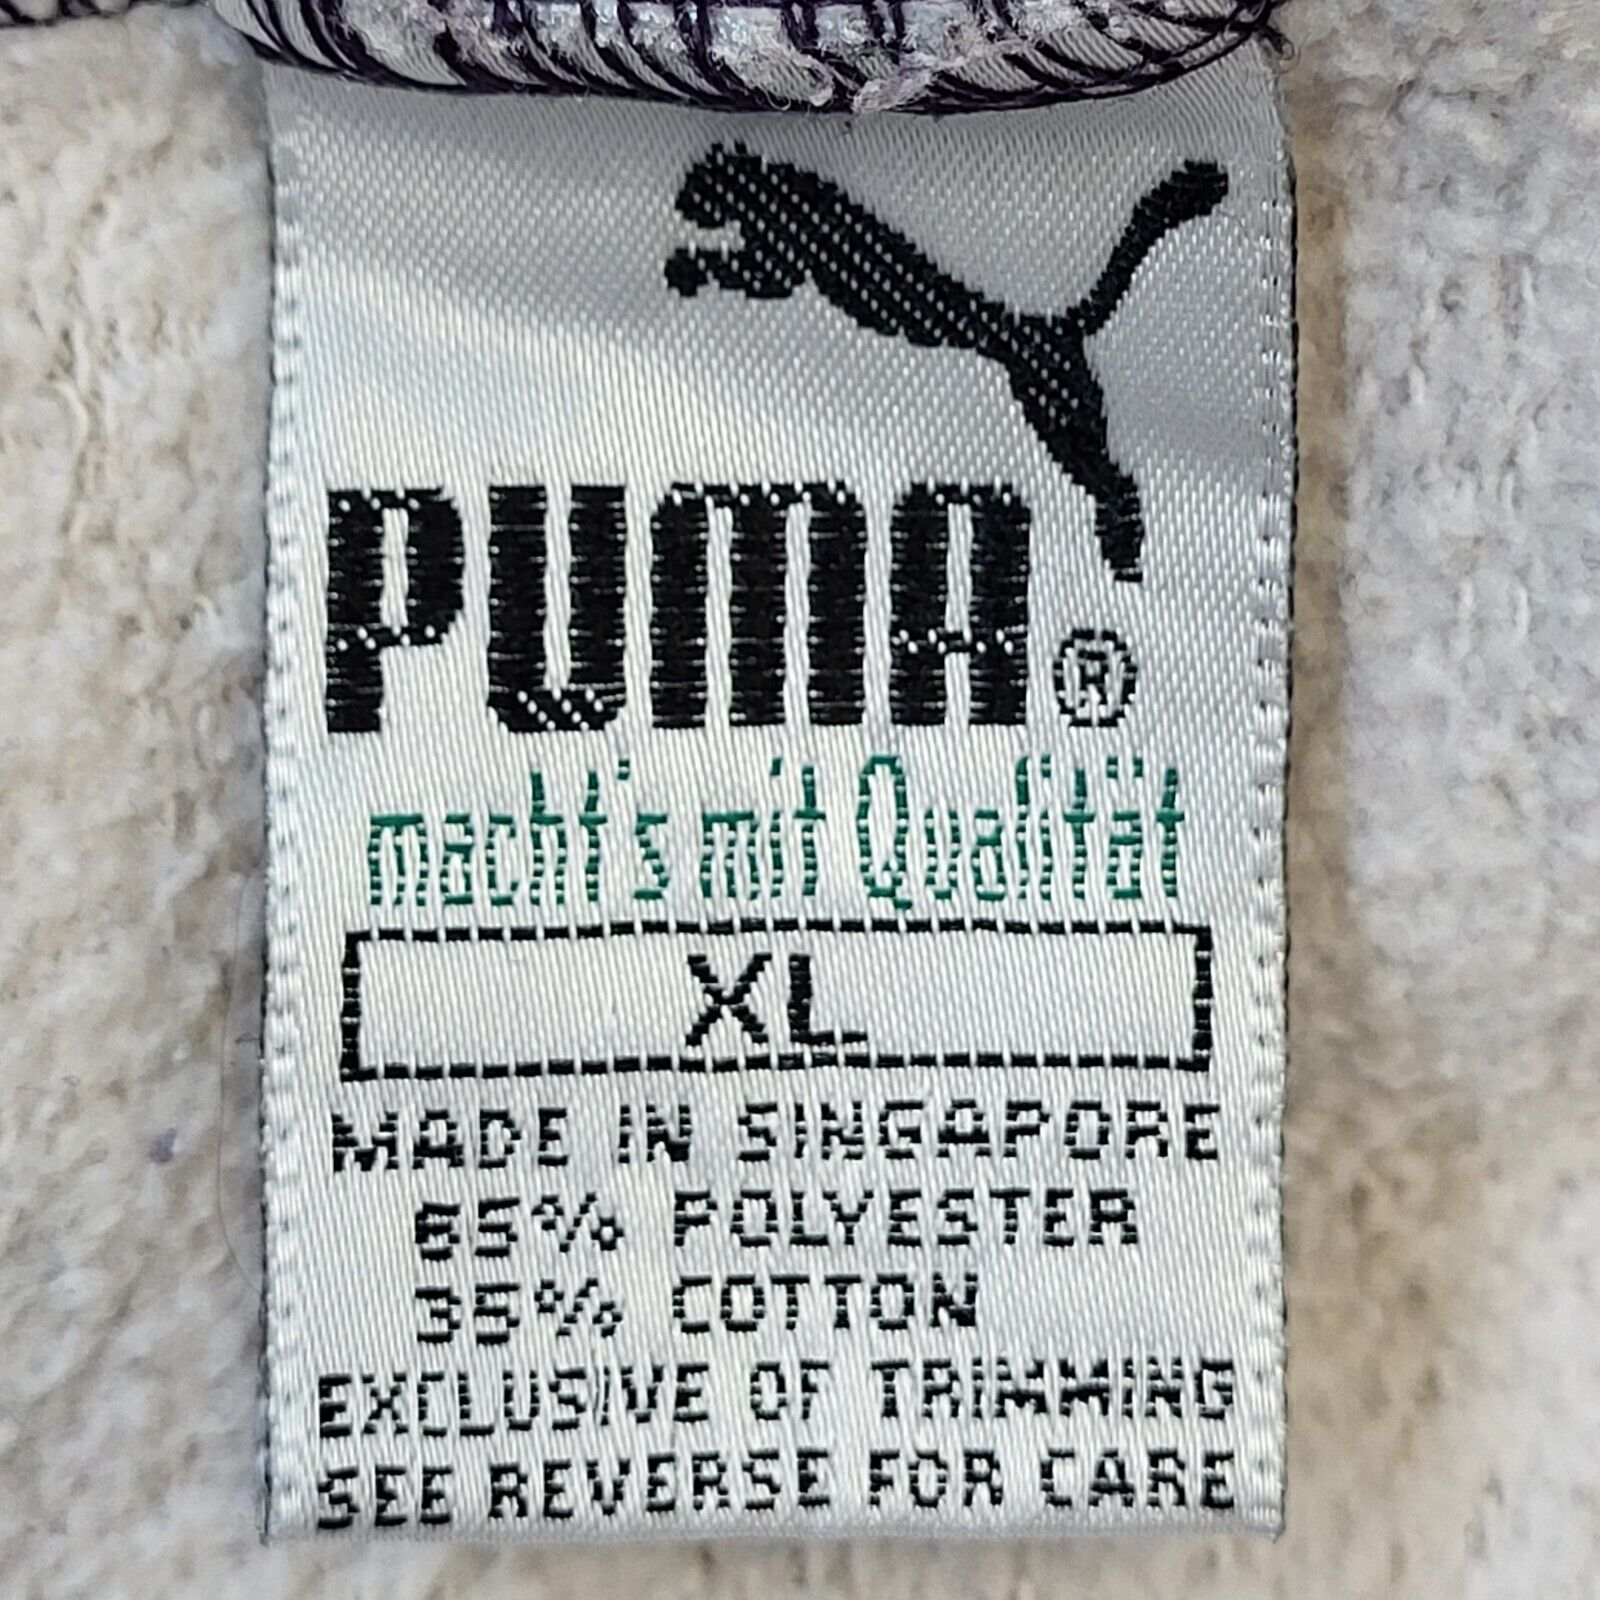 PUMA®
macht's mit Qualität
XL
MADE IN SINGAPORE
65% POLYESTER
35% COTTON
EXCLUSIVE OF TRIMMING
SEE REVERSE FOR CARE